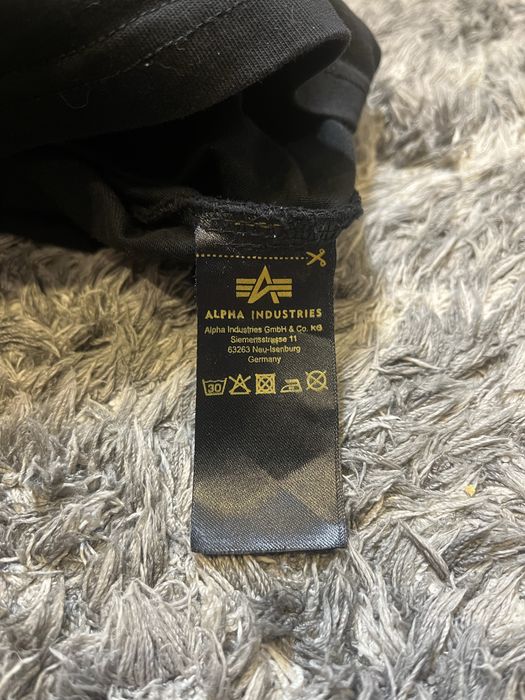 ALPHA INDUSTRIES
Alpha Industries GmbH & Co. KG
Siemensstrasse 11
63263 Neu-Isenburg
Germany
30